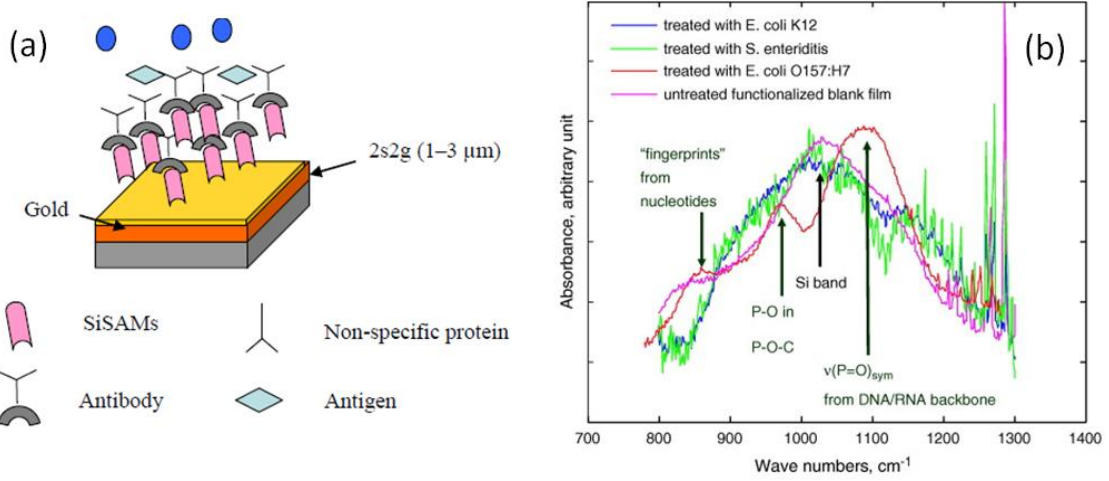 (a)
2s2g (1–3 µm)
Gold
SiSAMs
Non-specific protein
Antibody
Antigen
(b)
treated with E. coli K12
treated with S. enteriditis
treated with E. coli O157:H7
untreated functionalized blank film
"fingerprints"
from
nucleotides
Si band
P-O in
P-O-C
ν(P=O)sym
from DNA/RNA backbone
Absorbance, arbitrary unit
700 800 900 1000 1100 1200 1300 1400
Wave numbers, cm-1